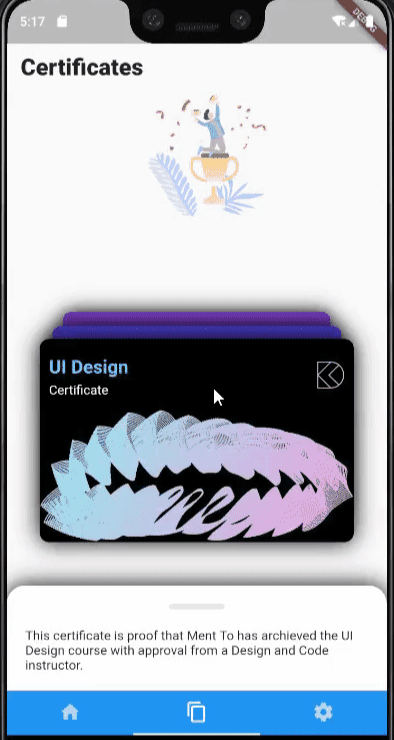 5:17
DEBUG
Certificates
UI Design
Certificate
This certificate is proof that Ment To has archieved the UI
Design course with approval from a Design and Code
instructor.